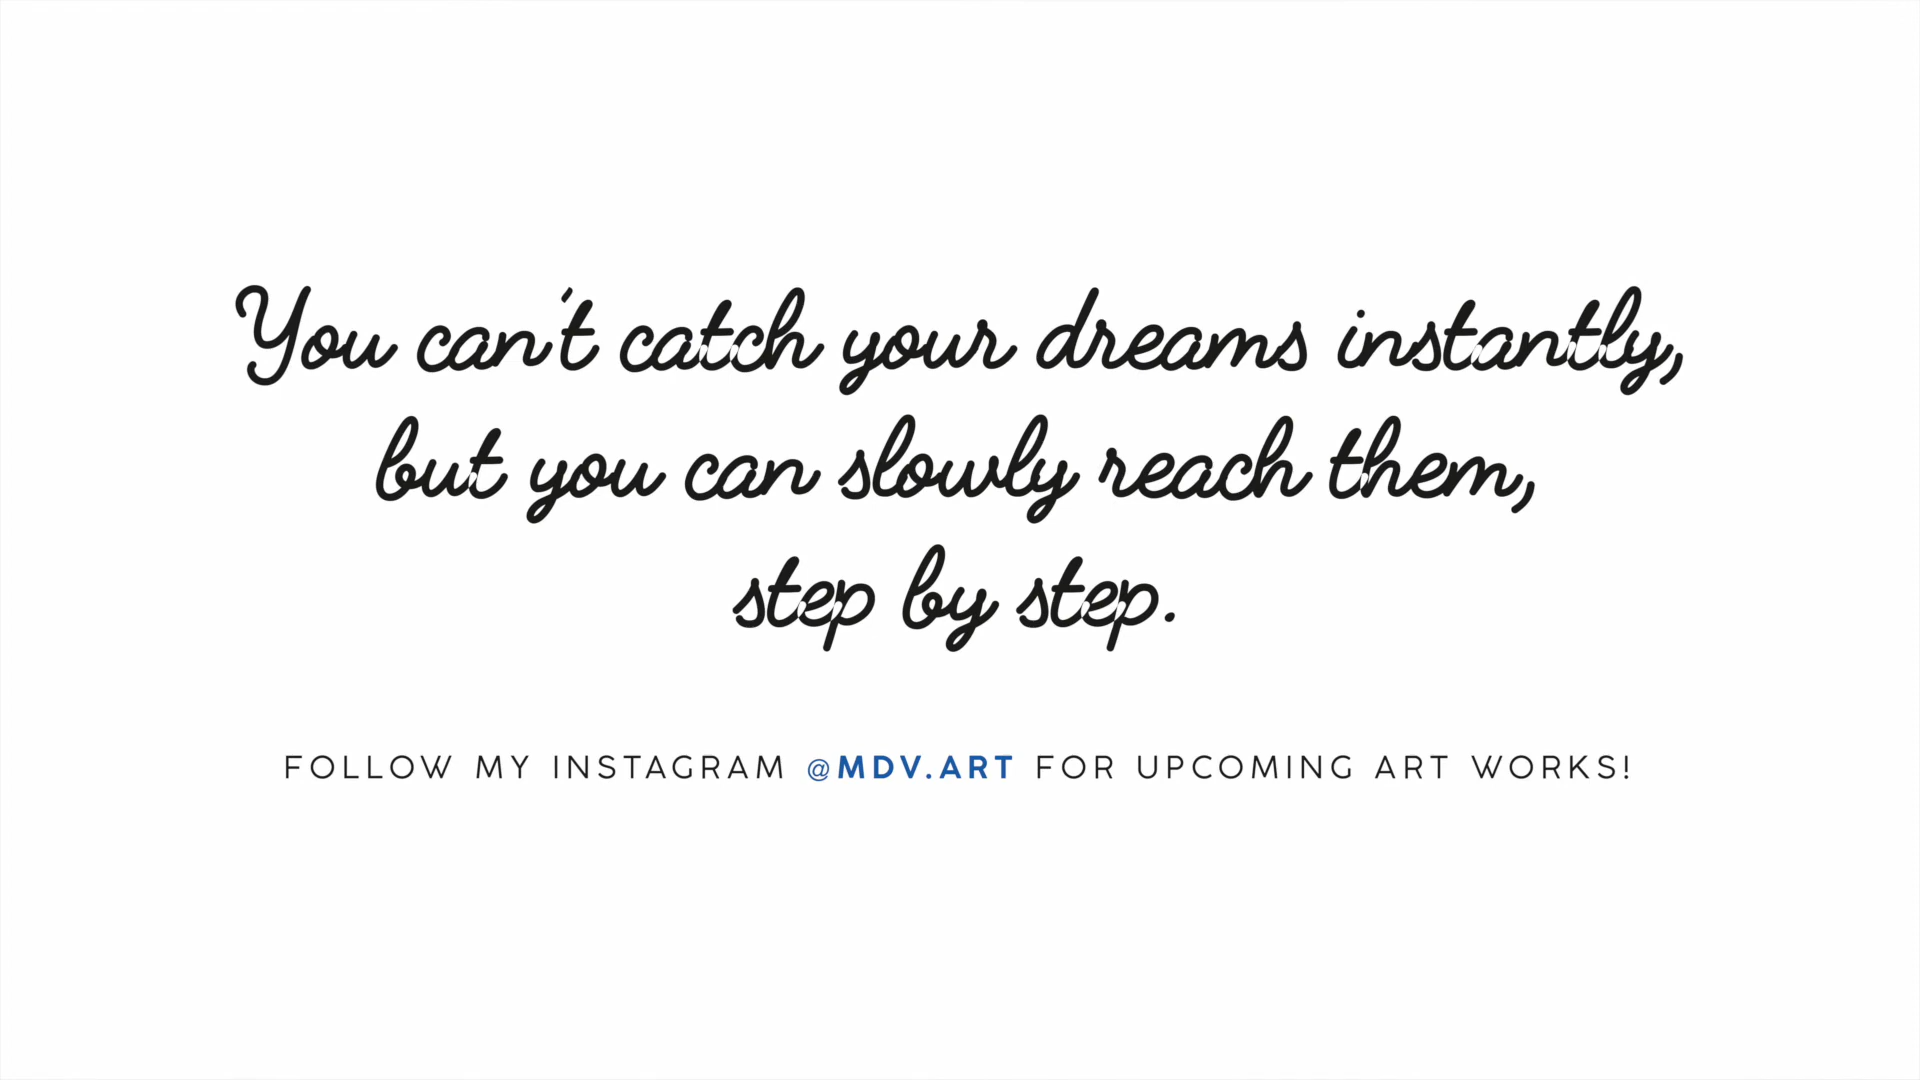 You can't catch your dreams instantly,
but you can slowly reach them,
step by step.
FOLLOW MY INSTAGRAM @MDV.ART FOR UPCOMING ART WORKS!